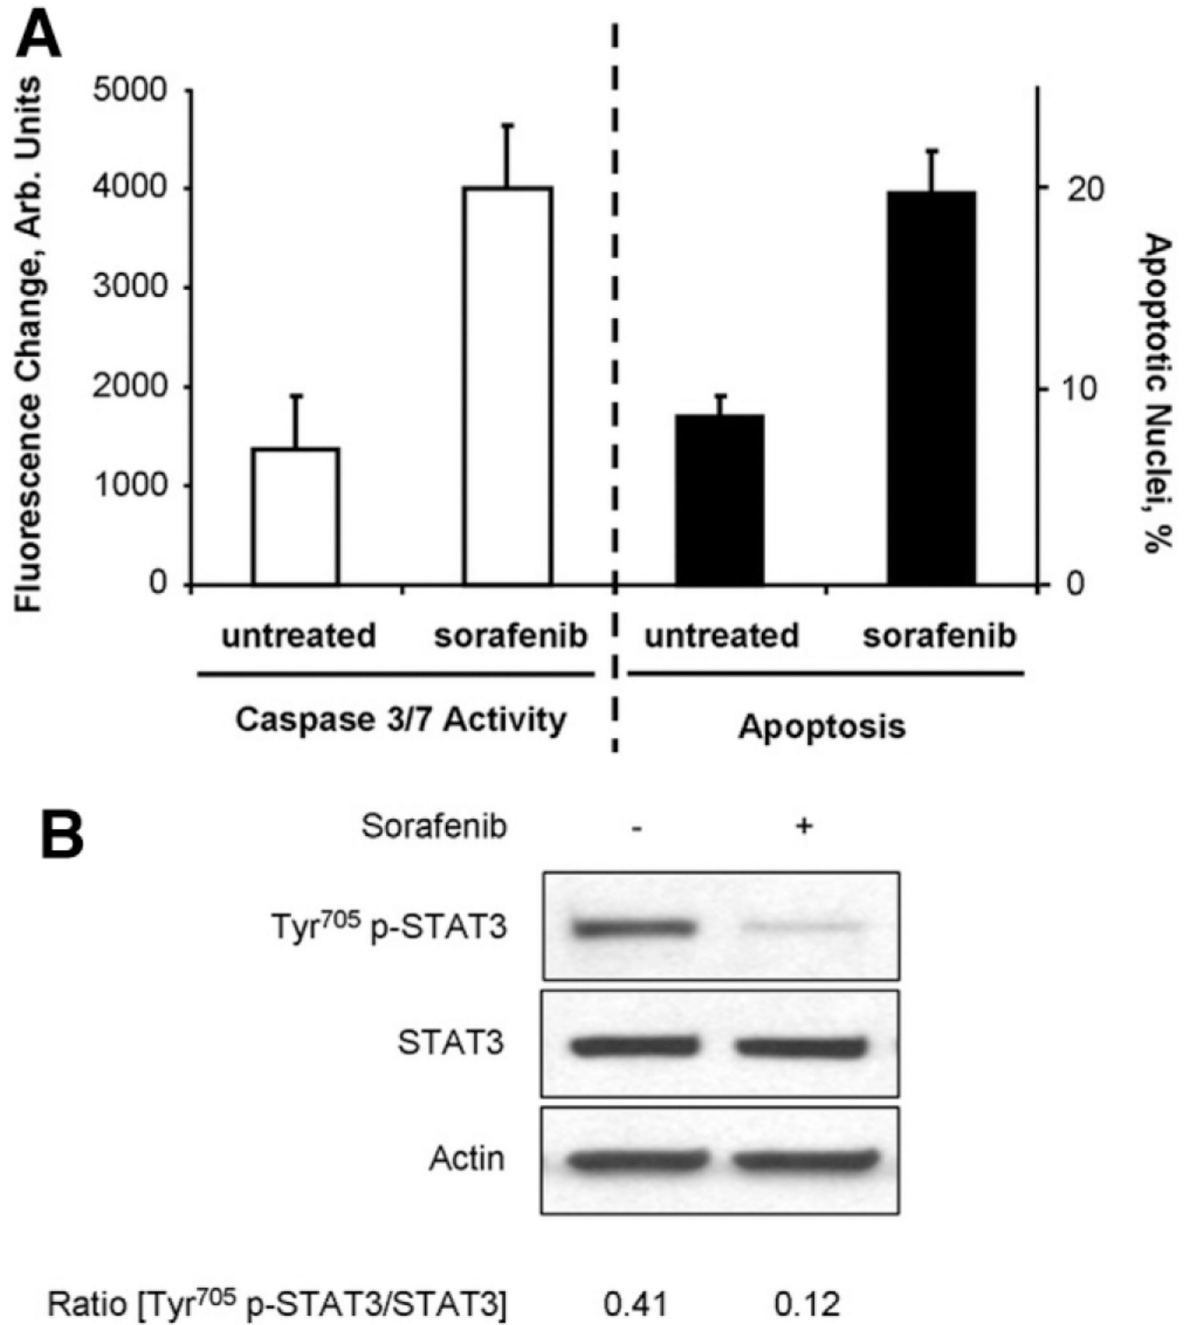 A
Fluorescence Change, Arb. Units
5000
4000
3000
2000
1000
0
20
10
0
Apoptotic Nuclei, %
untreated sorafenib untreated sorafenib
Caspase 3/7 Activity Apoptosis
B
Sorafenib - +
Tyr⁷⁰⁵ p-STAT3
STAT3
Actin
Ratio [Tyr⁷⁰⁵ p-STAT3/STAT3] 0.41 0.12